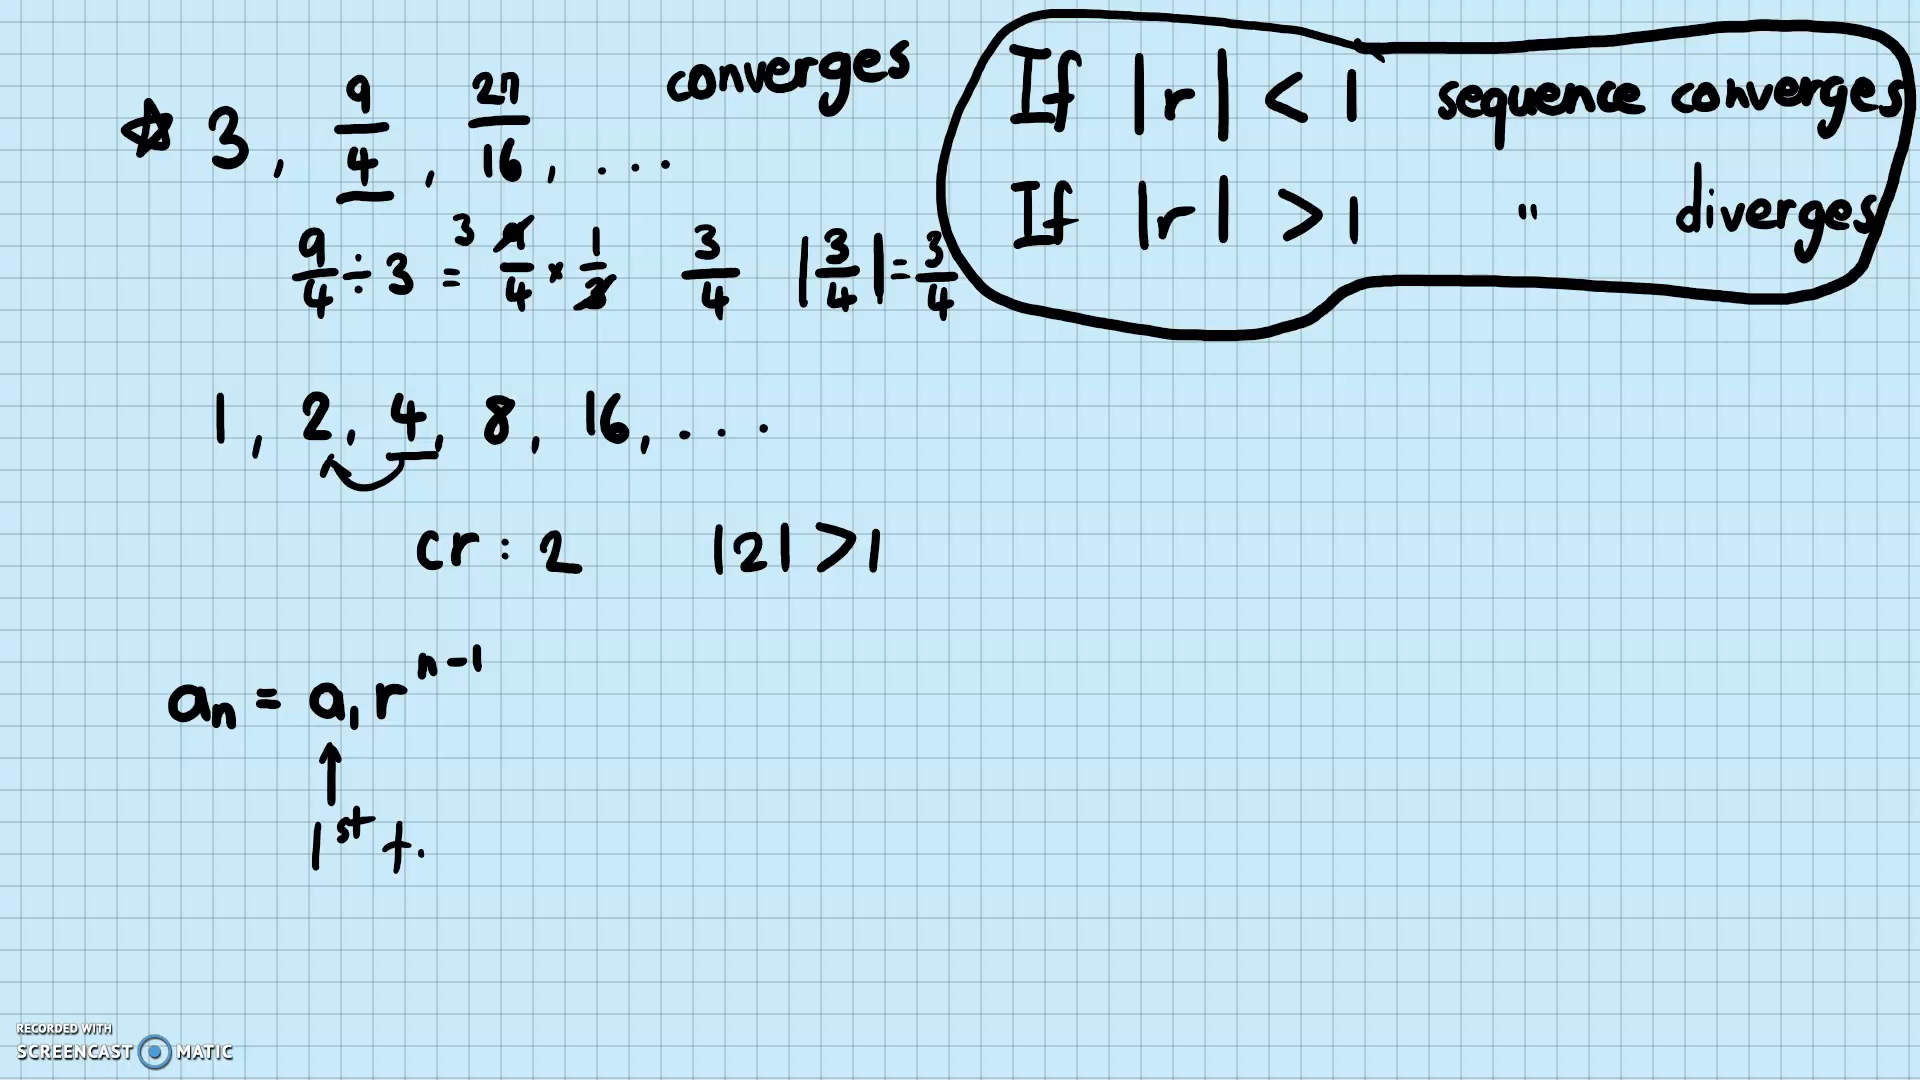 ☆ 3, 9/4, 27/16, ... converges
9/4 ÷ 3 = 3 9/4 × 1/3 3/4 |3/4| = 3/4
If |r| < 1 sequence converges
If |r| > 1 " diverges
1, 2, 4, 8, 16, ...
cr : 2 |2| > 1
aₙ = a₁ rⁿ⁻¹
↑
1st t.
RECORDED WITH
SCREENCAST MATIC